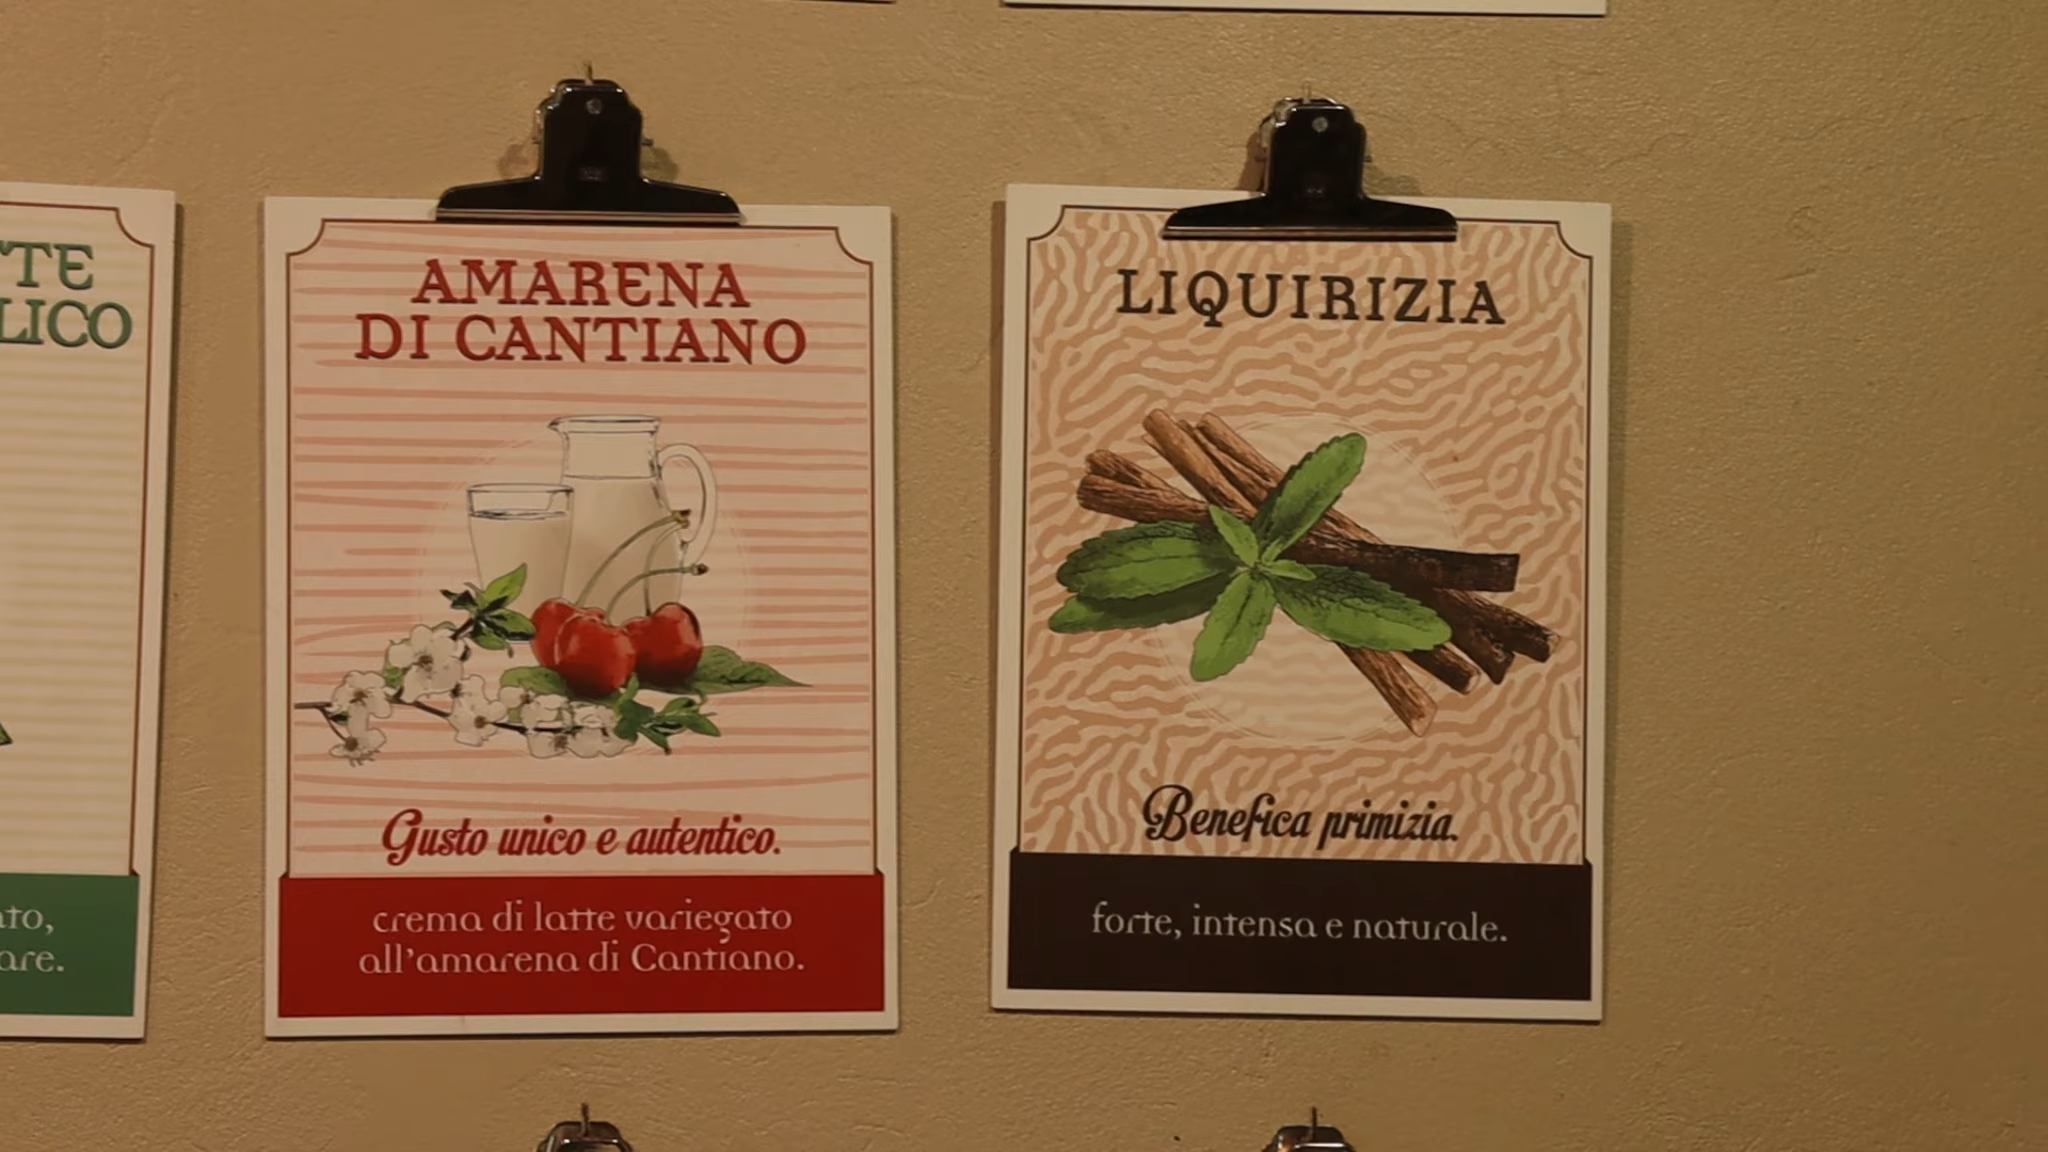 AMARENA
DI CANTIANO
Gusto unico e autentico.
crema di latte variegato
all'amarena di Cantiano.
LIQUIRIZIA
Benefica primizia.
forte, intensa e naturale.